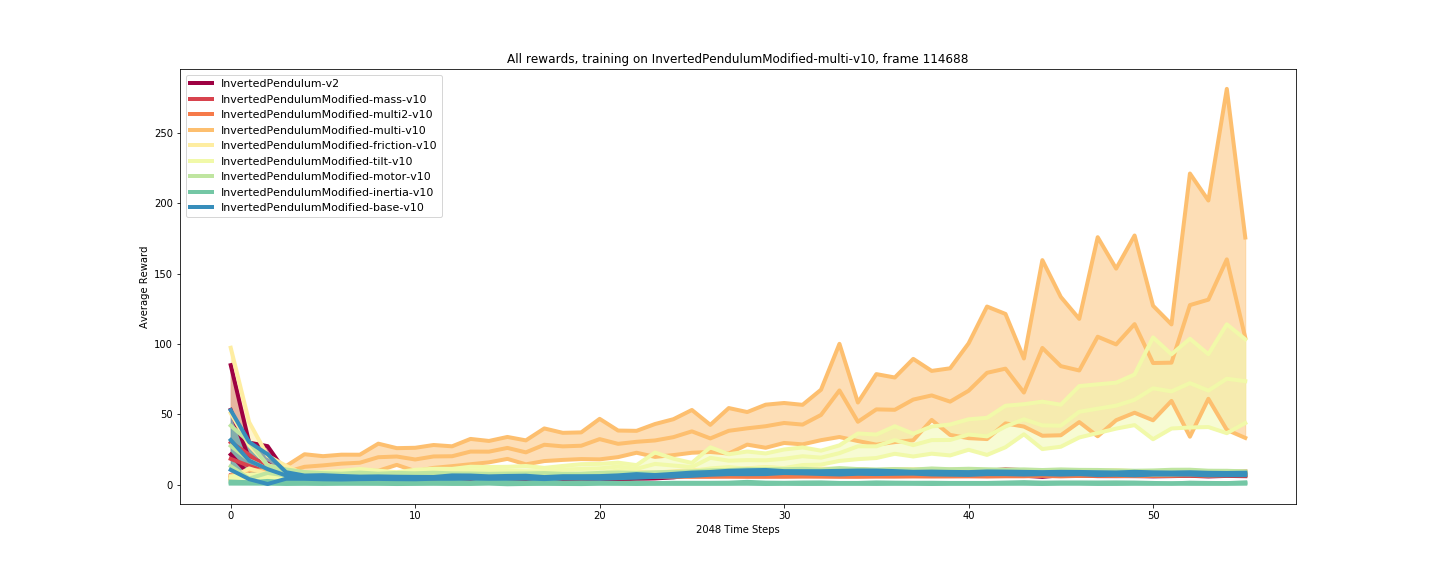 All rewards, training on InvertedPendulumModified-multi-v10, frame 114688
InvertedPendulum-v2
InvertedPendulumModified-mass-v10
InvertedPendulumModified-multi2-v10
InvertedPendulumModified-multi-v10
InvertedPendulumModified-friction-v10
InvertedPendulumModified-tilt-v10
InvertedPendulumModified-motor-v10
InvertedPendulumModified-inertia-v10
InvertedPendulumModified-base-v10
Average Reward
250
200
150
100
50
0
0 10 20 30 40 50
2048 Time Steps